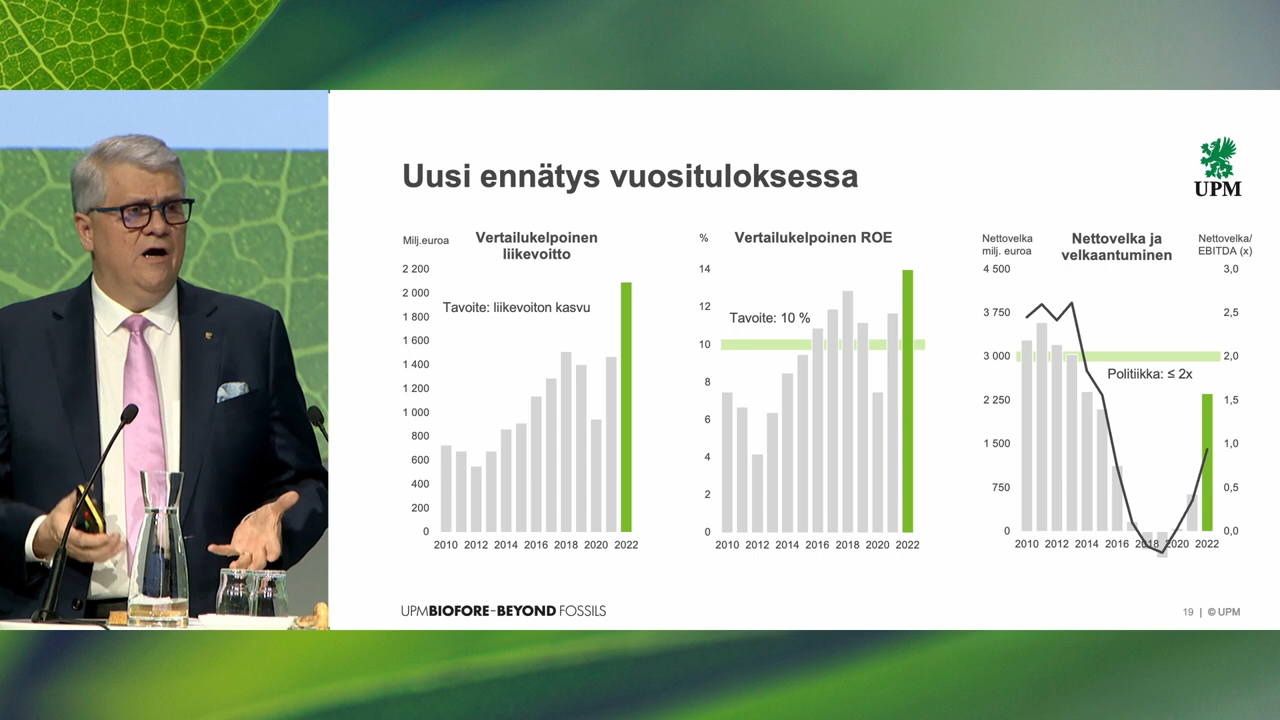 Uusi ennätys vuosituloksessa
UPM
Milj.euroa
Vertailukelpoinen
liikevoitto
2 200
2 000
1 800
1 600
1 400
1 200
1 000
800
600
400
200
0
Tavoite: liikevoiton kasvu
2010 2012 2014 2016 2018 2020 2022
%
Vertailukelpoinen ROE
14
12
10
8
6
4
2
0
Tavoite: 10 %
2010 2012 2014 2016 2018 2020 2022
Nettovelka
milj. euroa
Nettovelka ja
velkaantuminen
Nettovelka/
EBITDA (x)
4 500
3 750
3 000
2 250
1 500
750
0
3,0
2,5
2,0
1,5
1,0
0,5
0,0
Politiikka: ≤ 2x
2010 2012 2014 2016 2018 2020 2022
UPMBIOFORE–BEYOND FOSSILS
19 | © UPM